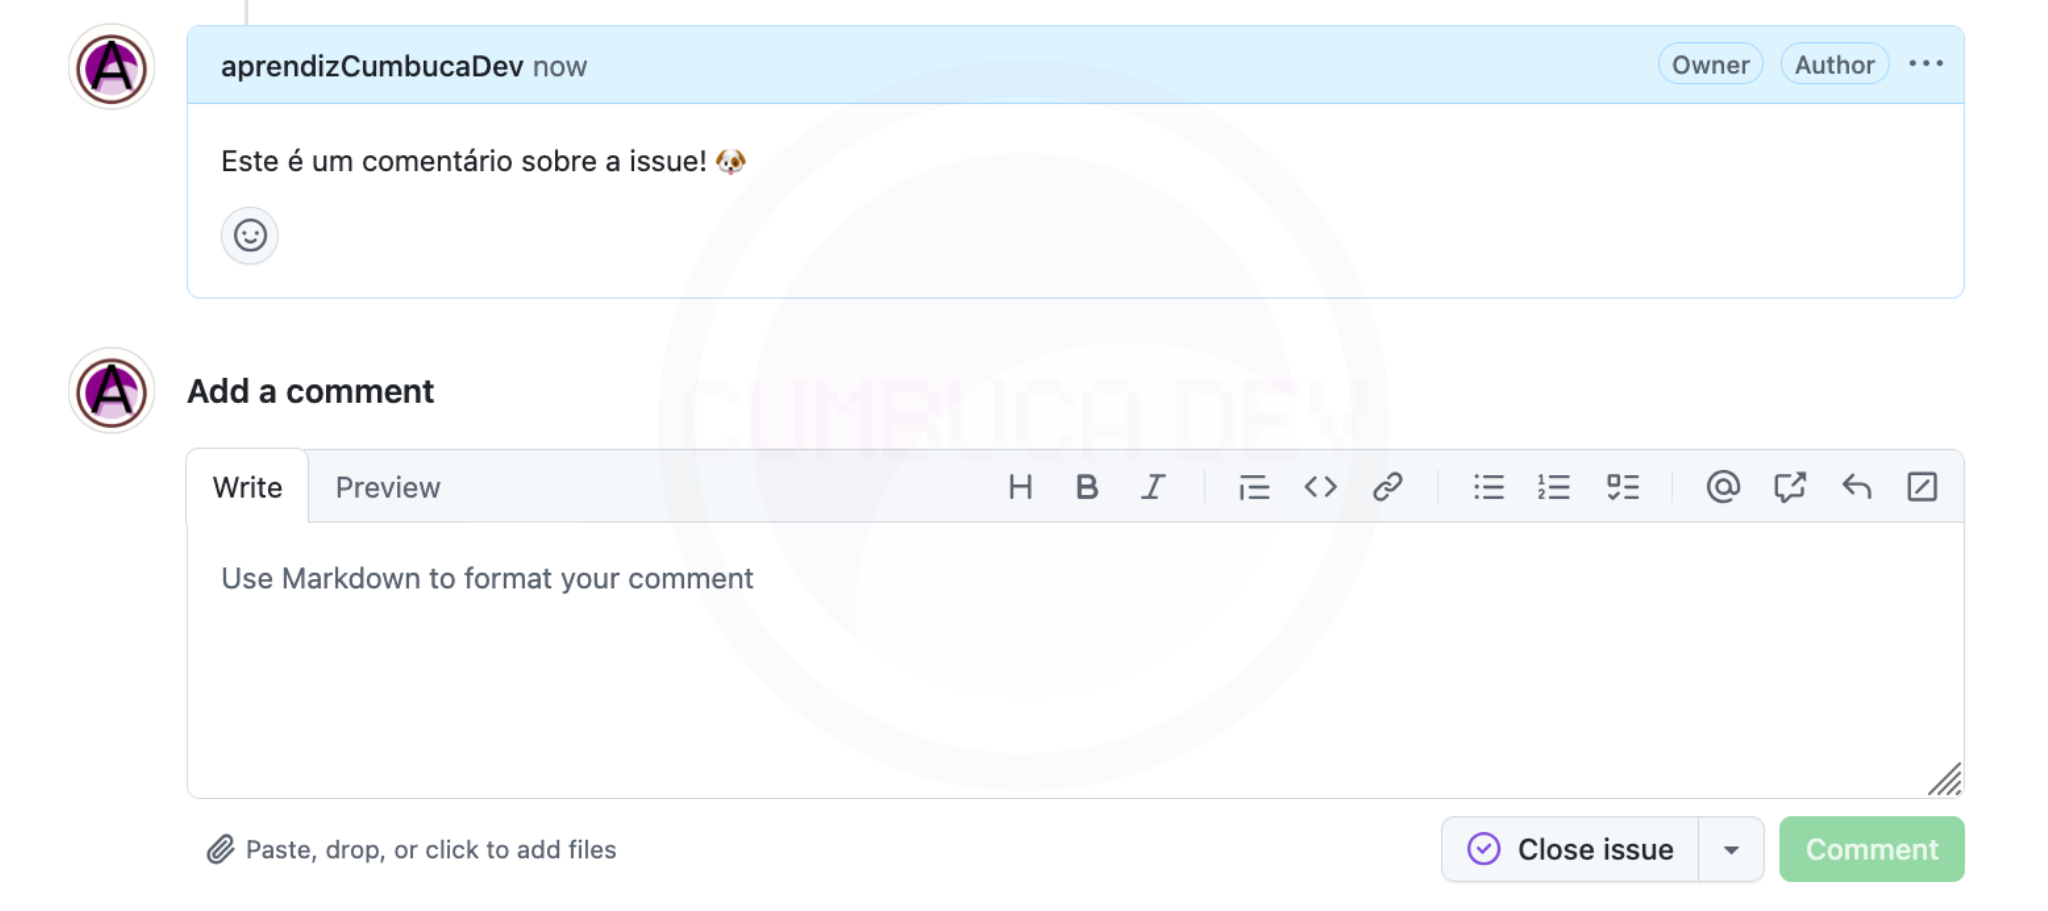 aprendizCumbucaDev now
Owner Author
Este é um comentário sobre a issue! 🐶
Add a comment
Write Preview
Use Markdown to format your comment
Paste, drop, or click to add files
Close issue
Comment
CUMBUCA DEV